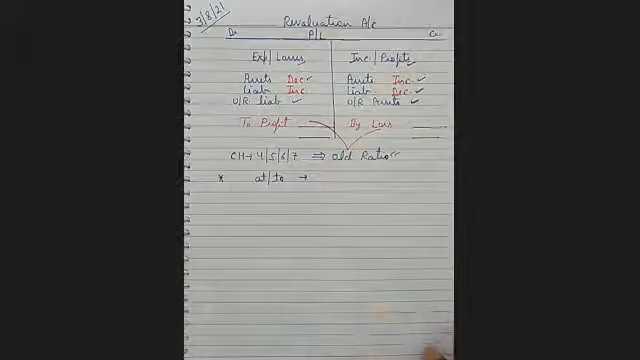 3/8/21
Revaluation A/c
Dr P/L Cr
Exp/Losses Inc./Profits
Assets Dec Assets Inc.
Liab Inc Liab Dec.
U/R liab U/R Assets
To Profit By Loss
CH→4/5/6/7 ⇒ Old Ratio
* at/to →